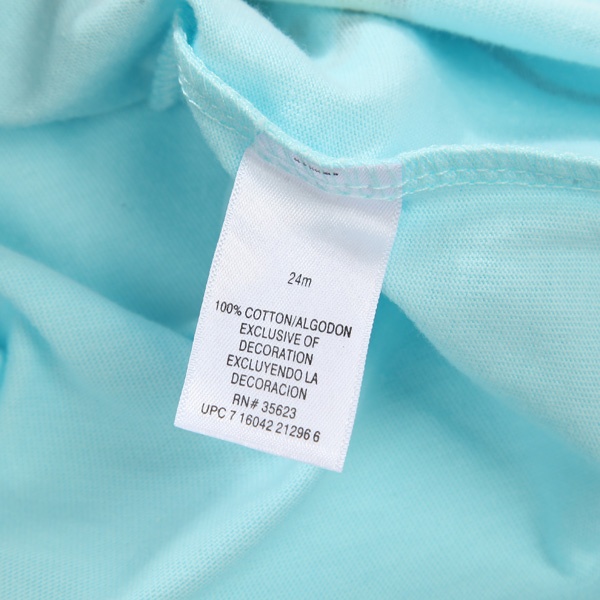 24m
100% COTTON/ALGODON
EXCLUSIVE OF
DECORATION
EXCLUYENDO LA
DECORACION
RN# 35623
UPC 7 16042 21296 6